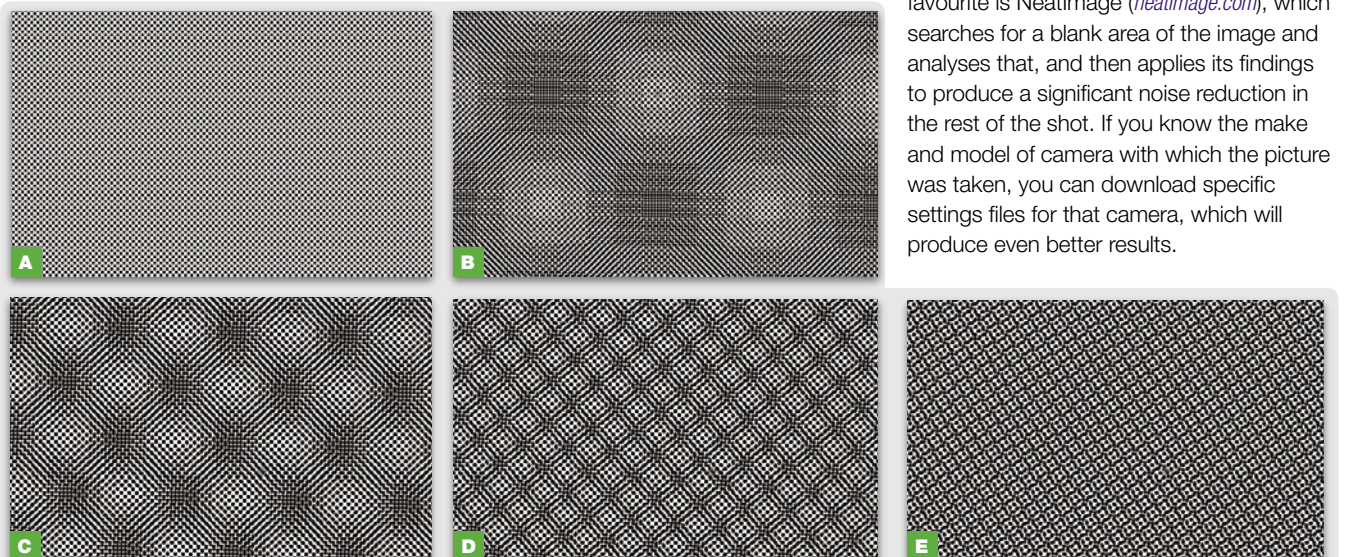 favourite is NeatImage (neatimage.com), which
searches for a blank area of the image and
analyses that, and then applies its findings
to produce a significant noise reduction in
the rest of the shot. If you know the make
and model of camera with which the picture
was taken, you can download specific
settings files for that camera, which will
produce even better results.
A
B
C
D
E